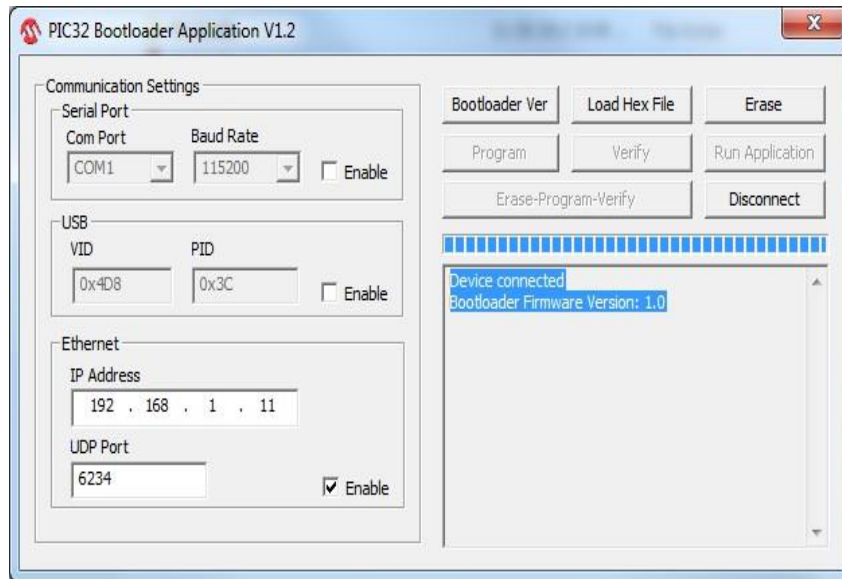 PIC32 Bootloader Application V1.2
X
Communication Settings
Serial Port
Com Port Baud Rate
COM1 115200 Enable
USB
VID PID
0x4D8 0x3C Enable
Ethernet
IP Address
192 . 168 . 1 . 11
UDP Port
6234 Enable
Bootloader Ver Load Hex File Erase
Program Verify Run Application
Erase-Program-Verify Disconnect
Device connected
Bootloader Firmware Version: 1.0